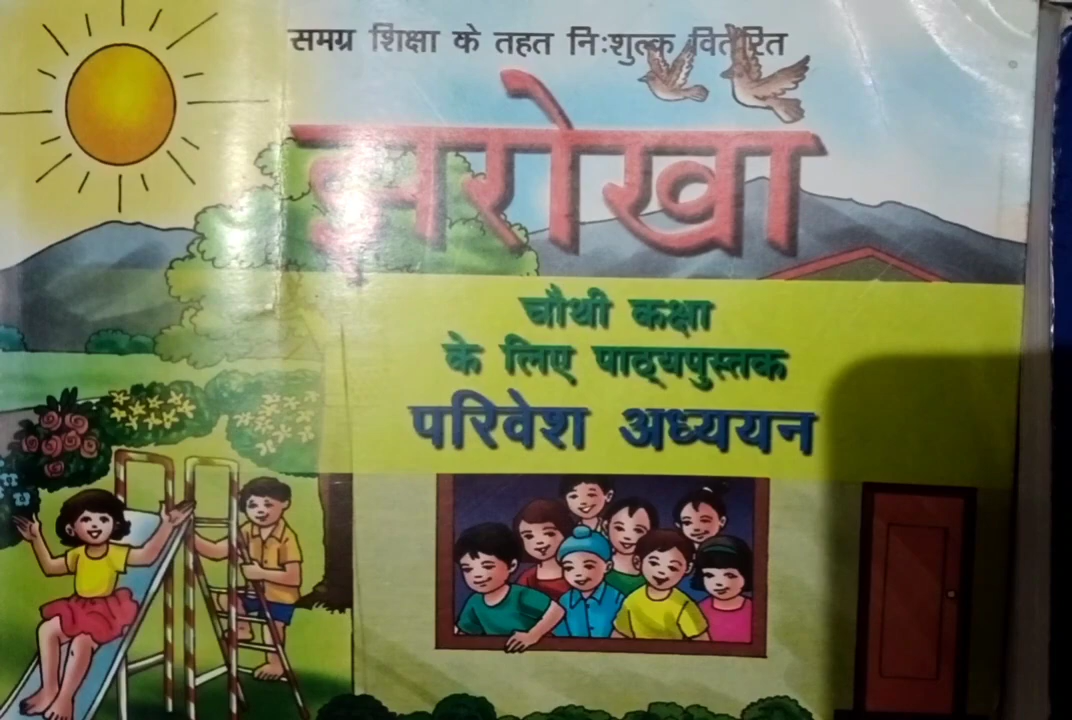 समग्र शिक्षा के तहत नि:शुल्क वितरित
झरोखा
चौथी कक्षा
के लिए पाठ्यपुस्तक
परिवेश अध्ययन